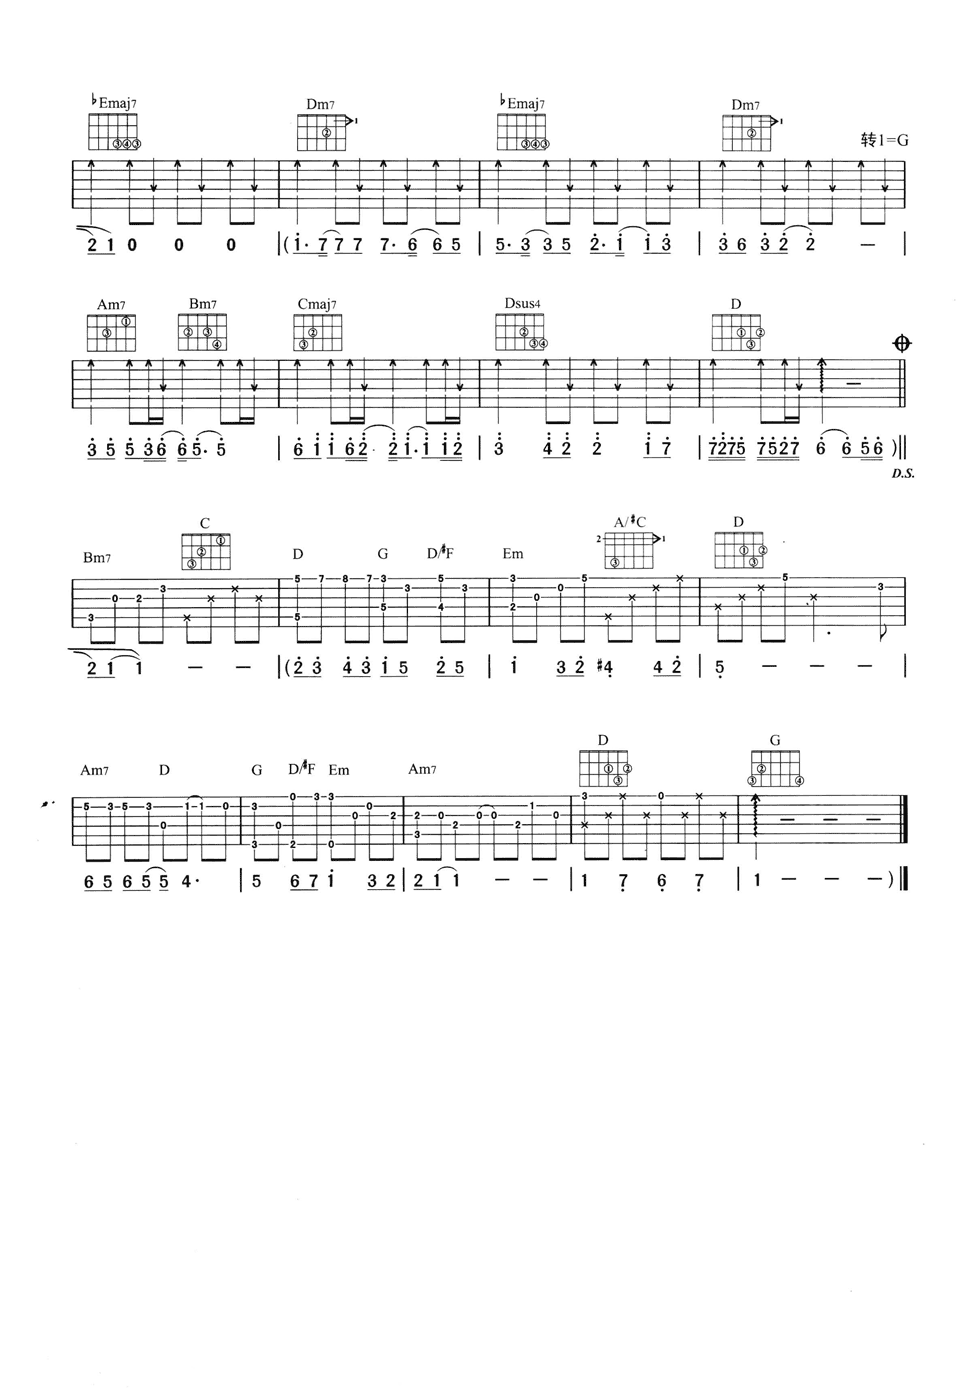 ♭Emaj7 Dm7 ♭Emaj7 Dm7
转1=G
2 1 0 0 0 | ( 1· 7 7 7 7· 6 6 5 | 5· 3 3 5 2· 1 1 3 | 3 6 3 2 2 — |
Am7 Bm7 Cmaj7 Dsus4 D
3 5 5 3 6 6 5· 5 | 6 1 1 6 2 2 1· 1 1 2 | 3 4 2 2 1 7 | 7 2 7 5 7 5 2 7 6 6 5 6 ) ||
D.S.
Bm7 C D G D/♯F Em A/♯C D
2 1 1 — — | ( 2 3 4 3 1 5 2 5 | 1 3 2 ♯4 4 2 | 5 — — — |
Am7 D G D/♯F Em Am7 D G
6 5 6 5 5 4· | 5 6 7 1 3 2 | 2 1 1 — — | 1 7 6 7 | 1 — — — ) ||